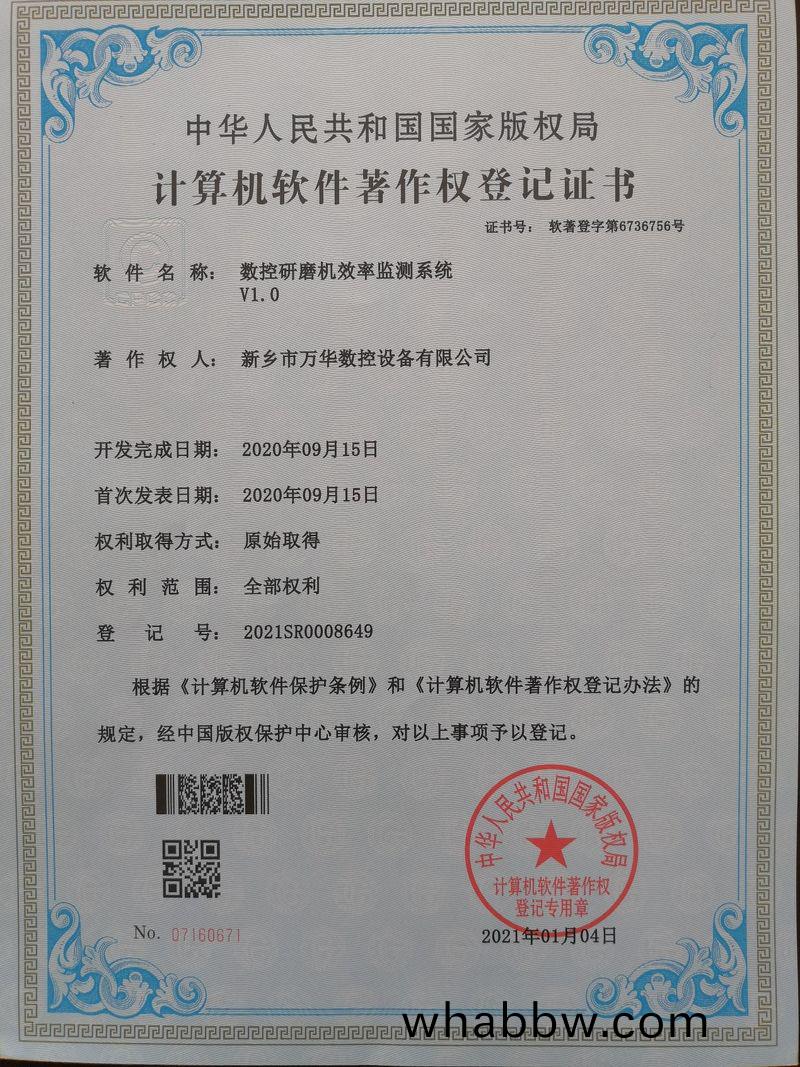 中华人民共和国国家版权局
计算机软件著作权登记证书
证书号： 软著登字第6736756号
软件名称： 数控研磨机效率监测系统
V1.0
著作权人： 新乡市万华数控设备有限公司
开发完成日期： 2020年09月15日
首次发表日期： 2020年09月15日
权利取得方式： 原始取得
权利范围： 全部权利
登记号： 2021SR0008649
根据《计算机软件保护条例》和《计算机软件著作权登记办法》的
规定，经中国版权保护中心审核，对以上事项予以登记。
中华人民共和国国家版权局
计算机软件著作权
登记专用章
No. 07160671
2021年01月04日
whabbw.com